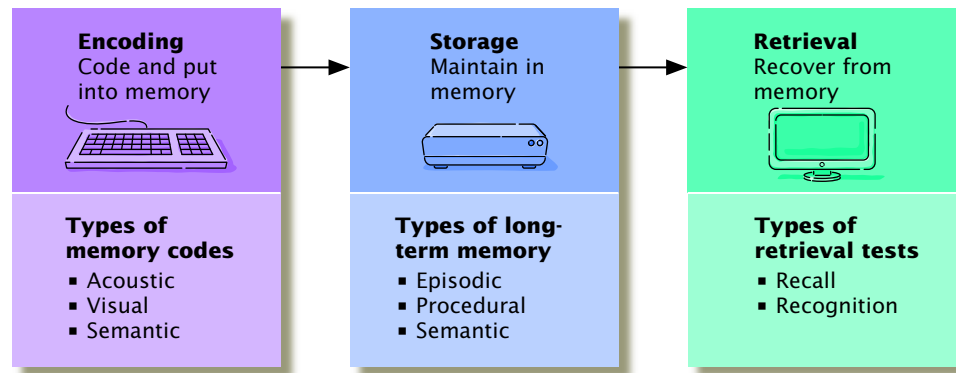 Encoding
Code and put
into memory
Types of
memory codes
▪ Acoustic
▪ Visual
▪ Semantic
Storage
Maintain in
memory
Types of long-
term memory
▪ Episodic
▪ Procedural
▪ Semantic
Retrieval
Recover from
memory
Types of
retrieval tests
▪ Recall
▪ Recognition